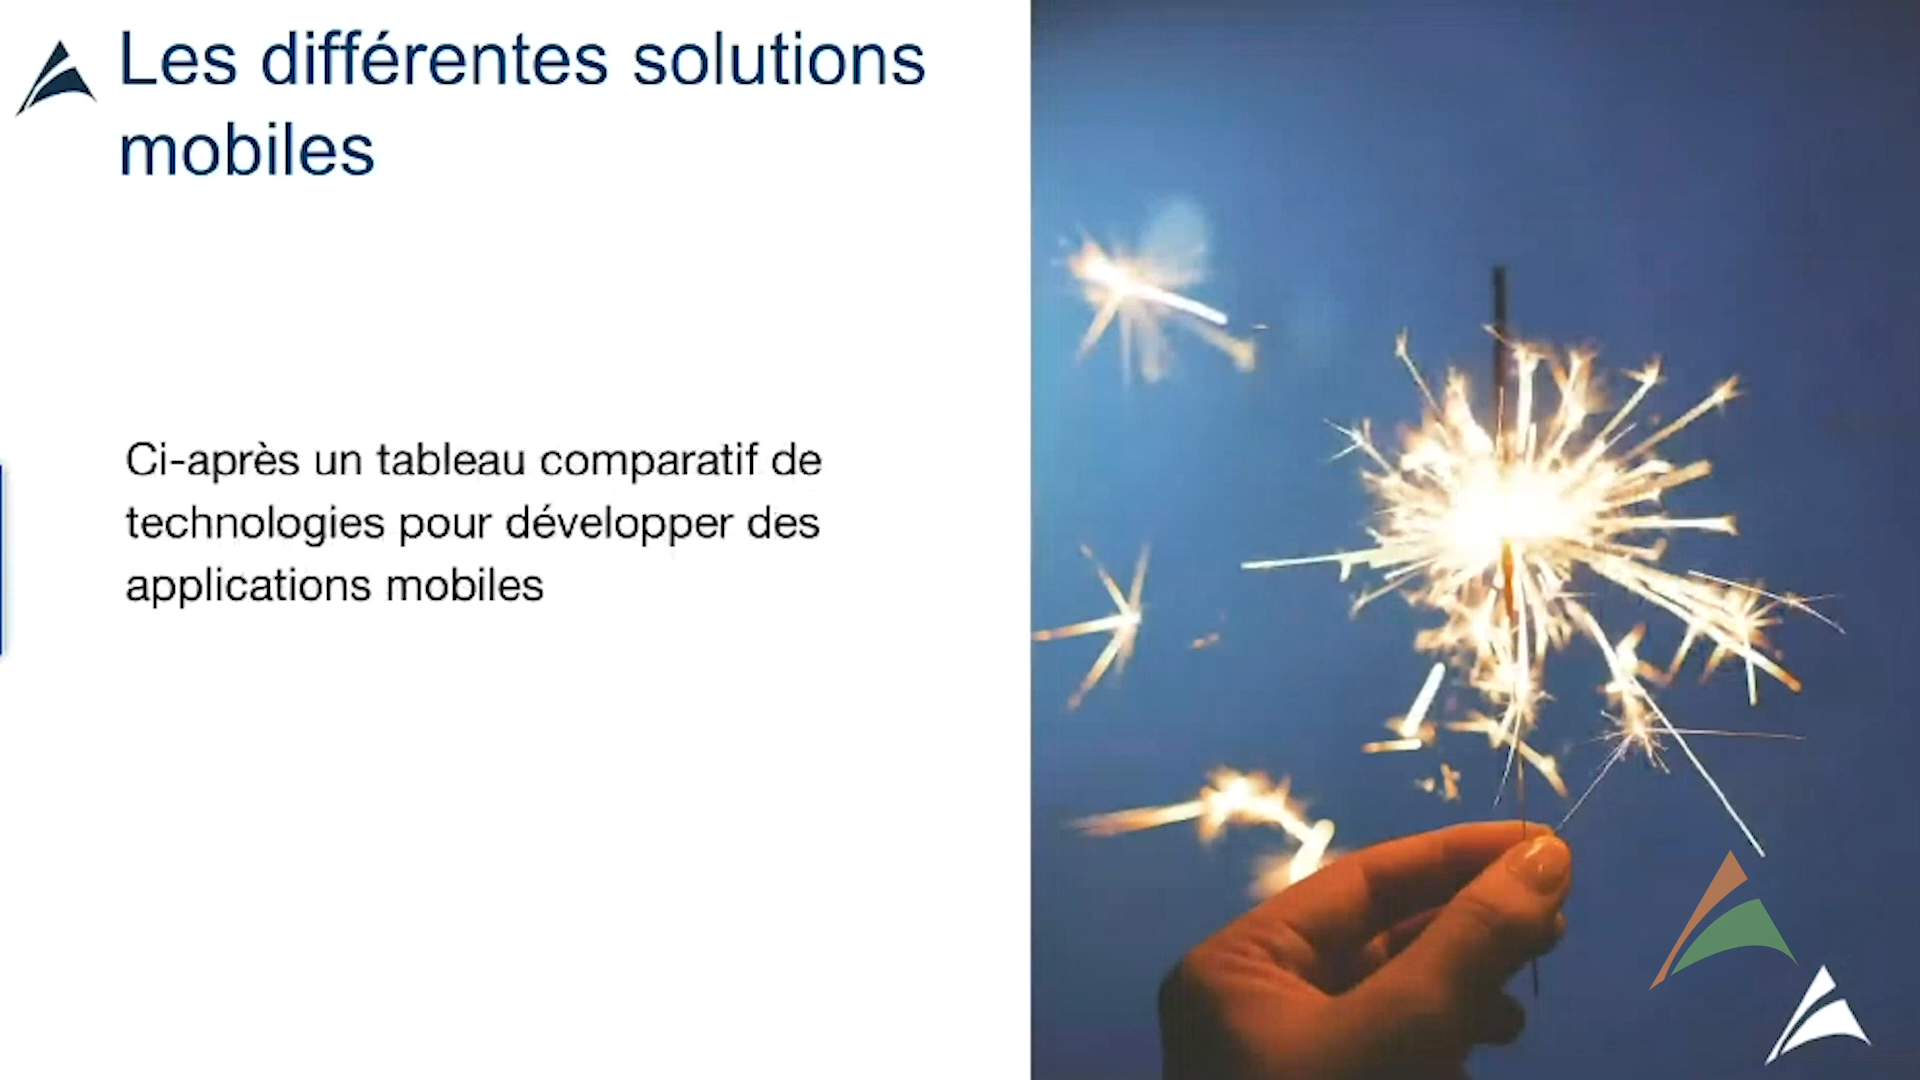 Les différentes solutions
mobiles
Ci-après un tableau comparatif de
technologies pour développer des
applications mobiles